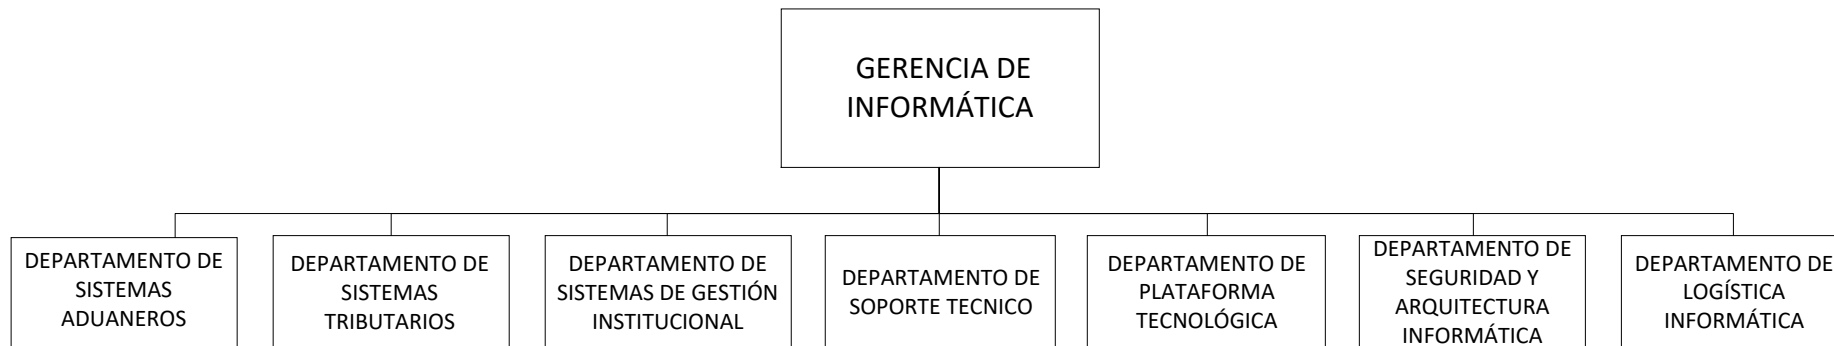 GERENCIA DE
INFORMÁTICA
DEPARTAMENTO DE
SISTEMAS
ADUANEROS
DEPARTAMENTO DE
SISTEMAS
TRIBUTARIOS
DEPARTAMENTO DE
SISTEMAS DE GESTIÓN
INSTITUCIONAL
DEPARTAMENTO DE
SOPORTE TECNICO
DEPARTAMENTO DE
PLATAFORMA
TECNOLÓGICA
DEPARTAMENTO DE
SEGURIDAD Y
ARQUITECTURA
INFORMÁTICA
DEPARTAMENTO DE
LOGÍSTICA
INFORMÁTICA